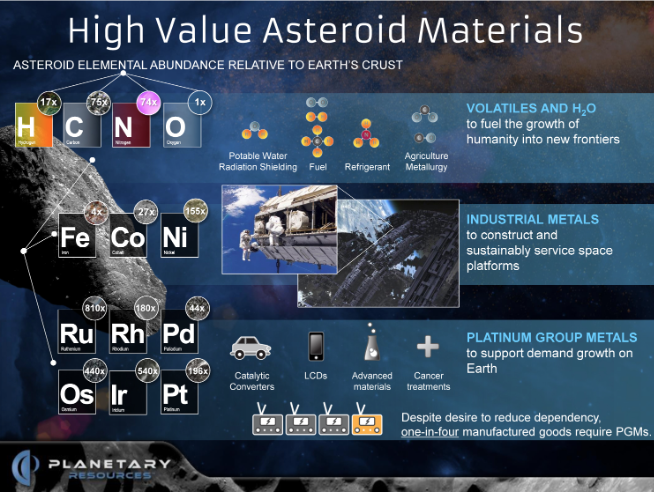 High Value Asteroid Materials
ASTEROID ELEMENTAL ABUNDANCE RELATIVE TO EARTH'S CRUST
17x 75x 74x 1x
H C N O
Hydrogen Carbon Nitrogen Oxygen
VOLATILES AND H₂O
to fuel the growth of
humanity into new frontiers
Potable Water
Radiation Shielding
Fuel
Refrigerant
Agriculture
Metallurgy
4x 27x 155x
Fe Co Ni
Iron Cobalt Nickel
INDUSTRIAL METALS
to construct and
sustainably service space
platforms
810x 180x 44x
Ru Rh Pd
Ruthenium Rhodium Palladium
440x 540x 196x
Os Ir Pt
Osmium Iridium Platinum
PLATINUM GROUP METALS
to support demand growth on
Earth
Catalytic
Converters
LCDs
Advanced
materials
Cancer
treatments
Despite desire to reduce dependency,
one-in-four manufactured goods require PGMs.
PLANETARY
RESOURCES